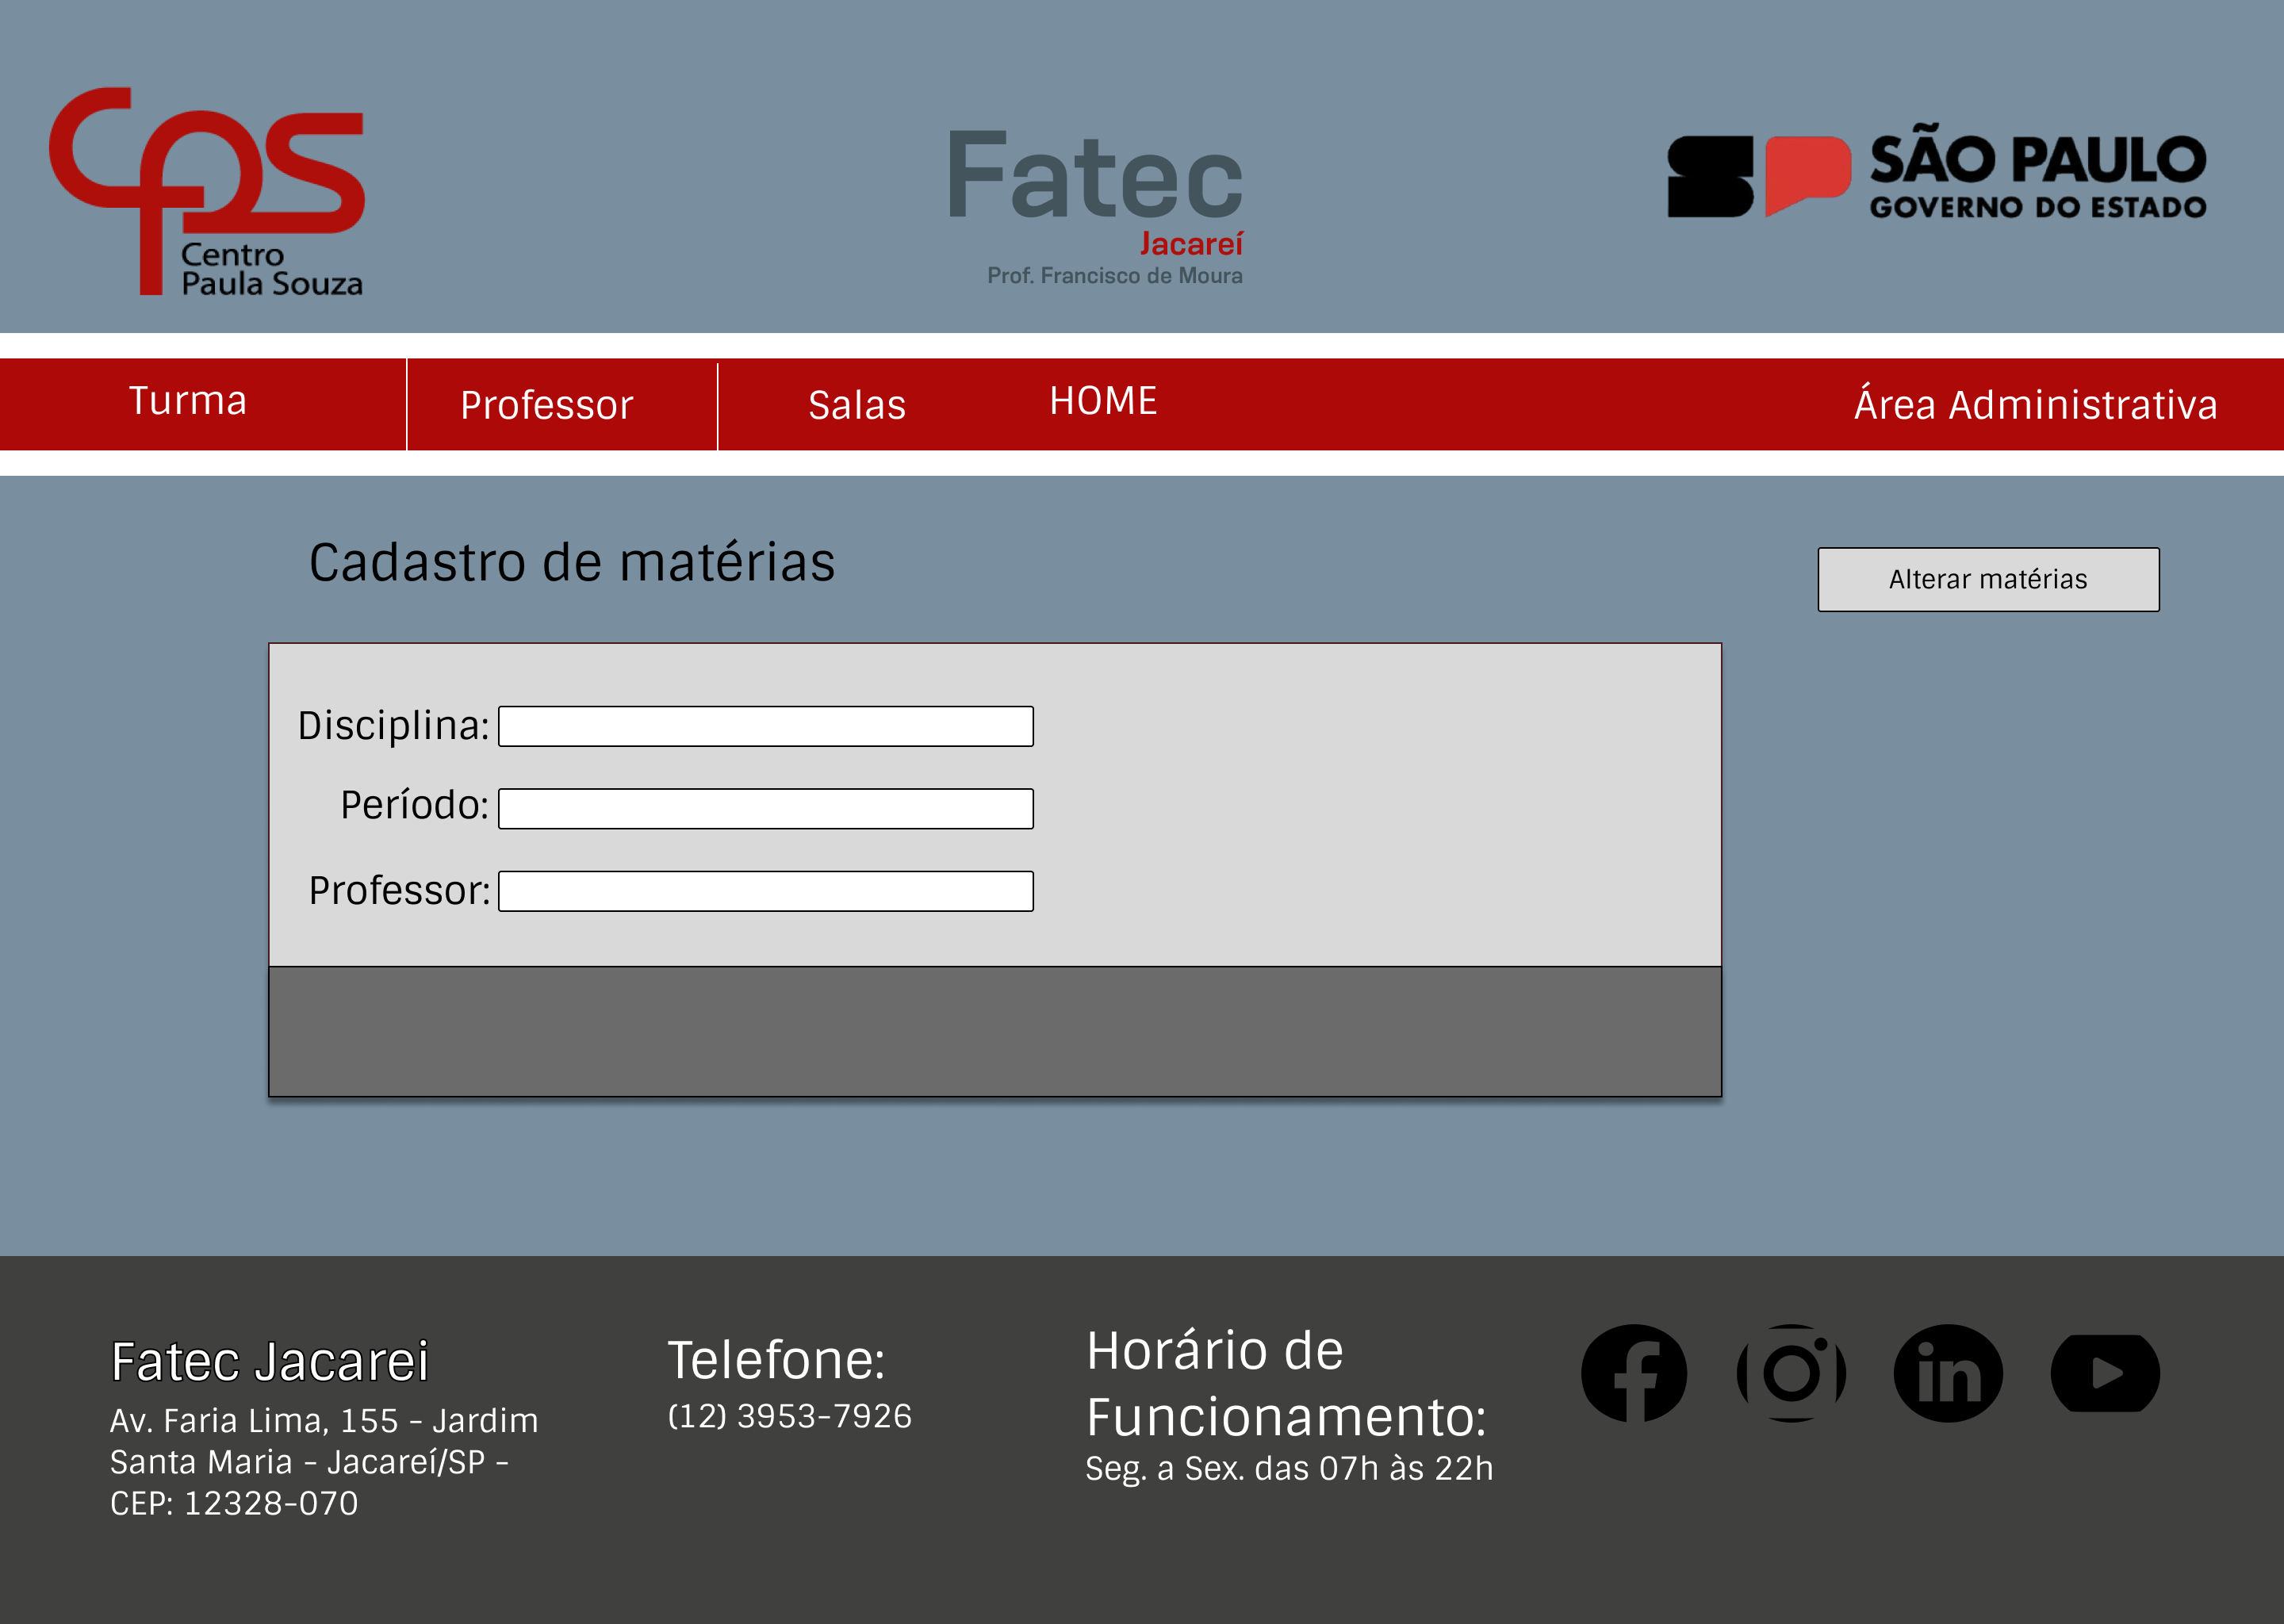 Centro
Paula Souza
Fatec
Jacareí
Prof. Francisco de Moura
SÃO PAULO
GOVERNO DO ESTADO
Turma
Professor
Salas
HOME
Área Administrativa
Cadastro de matérias
Alterar matérias
Disciplina:
Período:
Professor:
Fatec Jacarei
Av. Faria Lima, 155 - Jardim
Santa Maria - Jacareí/SP -
CEP: 12328-070
Telefone:
(12) 3953-7926
Horário de
Funcionamento:
Seg. a Sex. das 07h às 22h